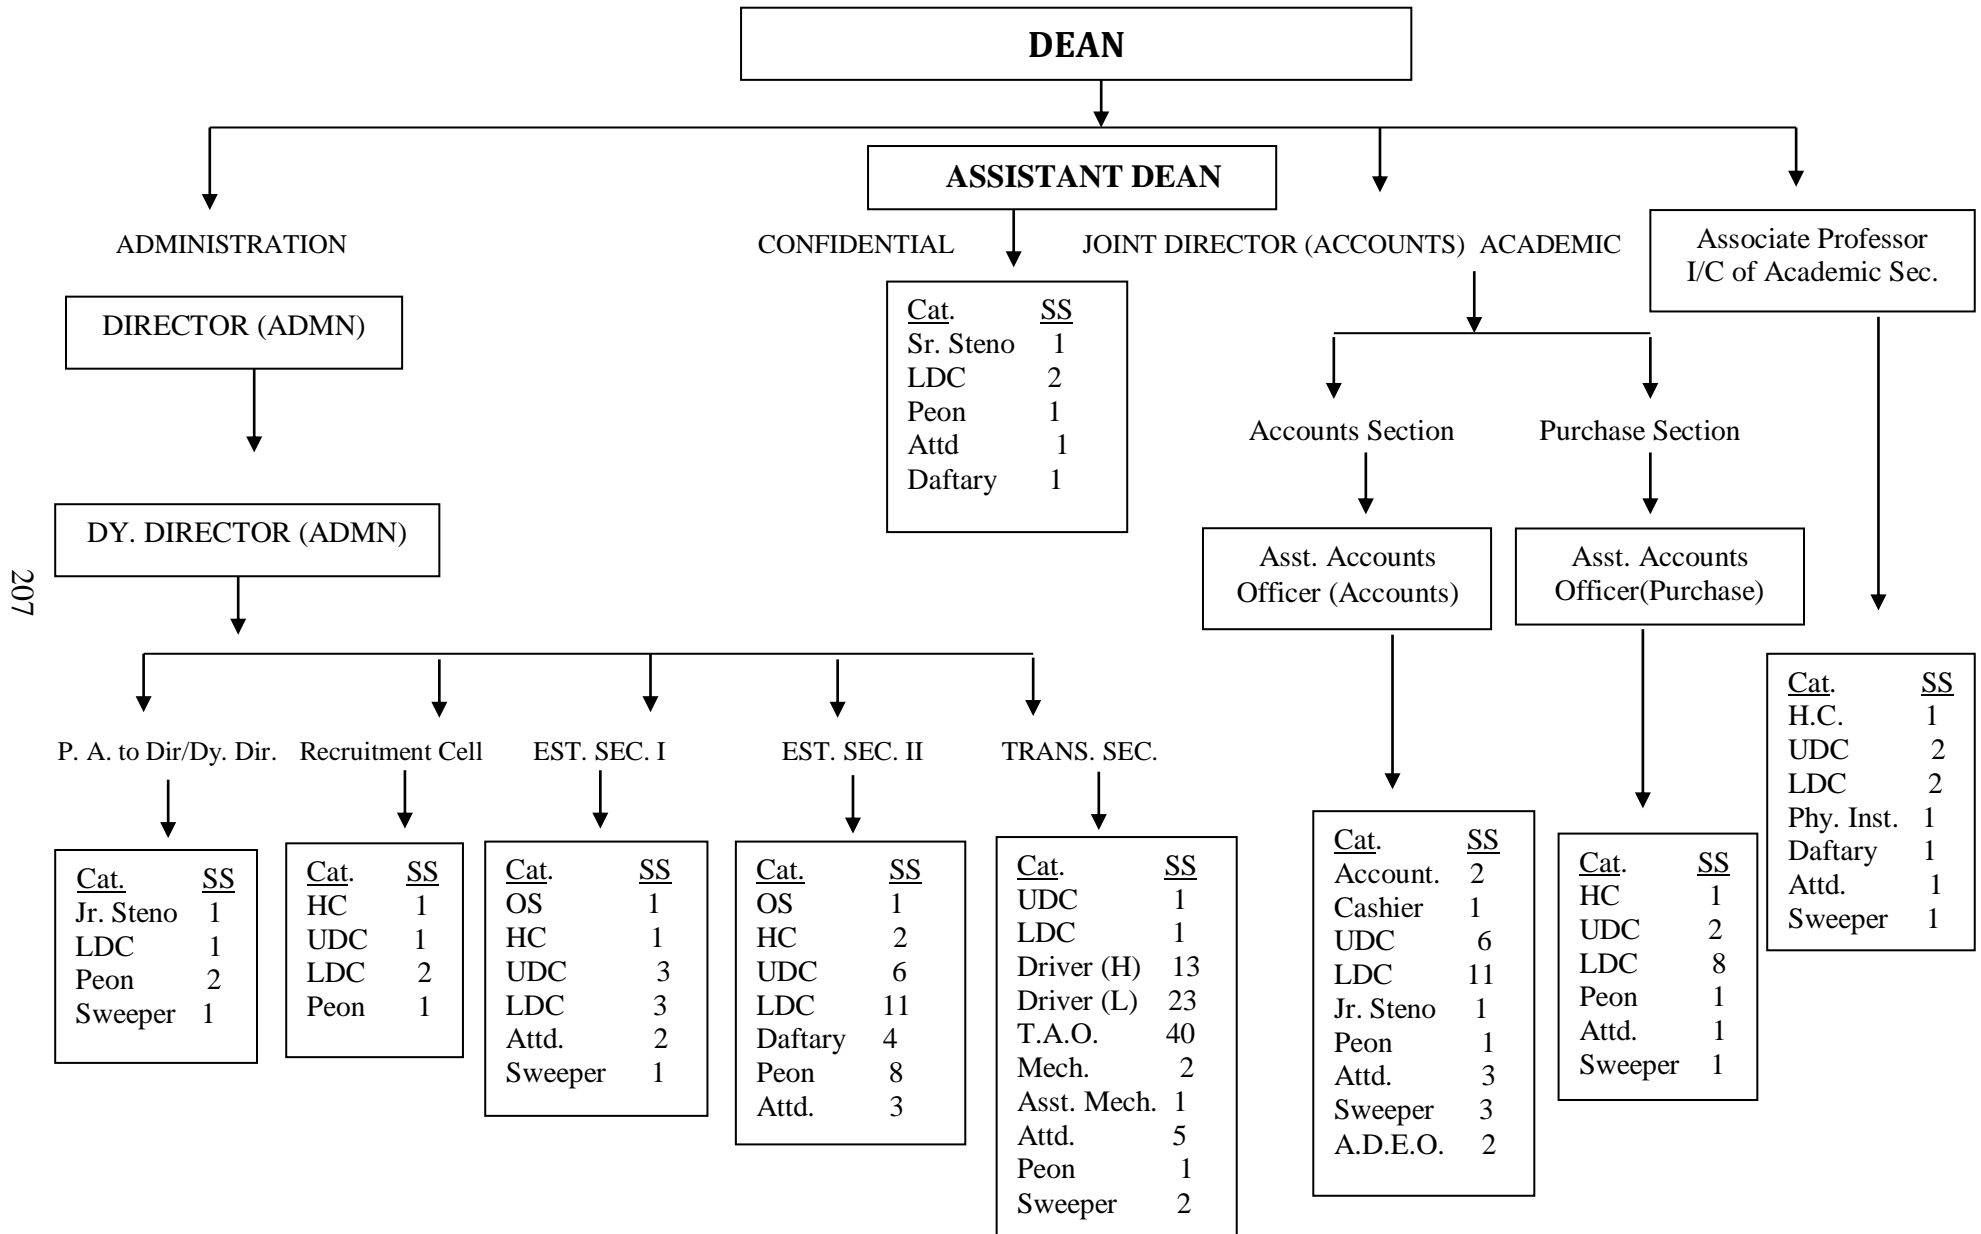 DEAN
ASSISTANT DEAN
ADMINISTRATION
CONFIDENTIAL
JOINT DIRECTOR (ACCOUNTS) ACADEMIC
Associate Professor
I/C of Academic Sec.
DIRECTOR (ADMN)
Cat. SS
Sr. Steno 1
LDC 2
Peon 1
Attd 1
Daftary 1
Accounts Section
Purchase Section
DY. DIRECTOR (ADMN)
Asst. Accounts
Officer (Accounts)
Asst. Accounts
Officer(Purchase)
207
P. A. to Dir/Dy. Dir.
Recruitment Cell
EST. SEC. I
EST. SEC. II
TRANS. SEC.
Cat. SS
Jr. Steno 1
LDC 1
Peon 2
Sweeper 1
Cat. SS
HC 1
UDC 1
LDC 2
Peon 1
Cat. SS
OS 1
HC 1
UDC 3
LDC 3
Attd. 2
Sweeper 1
Cat. SS
OS 1
HC 2
UDC 6
LDC 11
Daftary 4
Peon 8
Attd. 3
Cat. SS
UDC 1
LDC 1
Driver (H) 13
Driver (L) 23
T.A.O. 40
Mech. 2
Asst. Mech. 1
Attd. 5
Peon 1
Sweeper 2
Cat. SS
Account. 2
Cashier 1
UDC 6
LDC 11
Jr. Steno 1
Peon 1
Attd. 3
Sweeper 3
A.D.E.O. 2
Cat. SS
HC 1
UDC 2
LDC 8
Peon 1
Attd. 1
Sweeper 1
Cat. SS
H.C. 1
UDC 2
LDC 2
Phy. Inst. 1
Daftary 1
Attd. 1
Sweeper 1